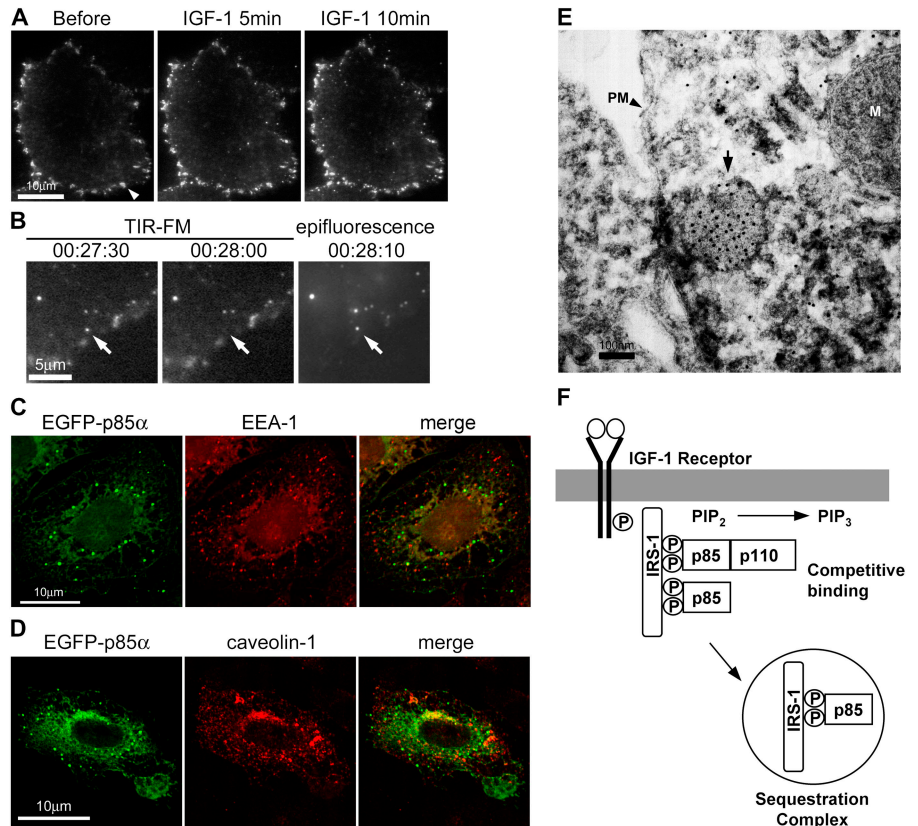 A
Before IGF-1 5min IGF-1 10min
10μm
B
TIR-FM epifluorescence
00:27:30 00:28:00 00:28:10
5μm
C
EGFP-p85α EEA-1 merge
10μm
D
EGFP-p85α caveolin-1 merge
10μm
E
PM
M
100nm
F
IGF-1 Receptor
P
PIP2 PIP3
IRS-1
P
P
p85 p110
Competitive
binding
P
P
p85
IRS-1
P
P
p85
Sequestration
Complex